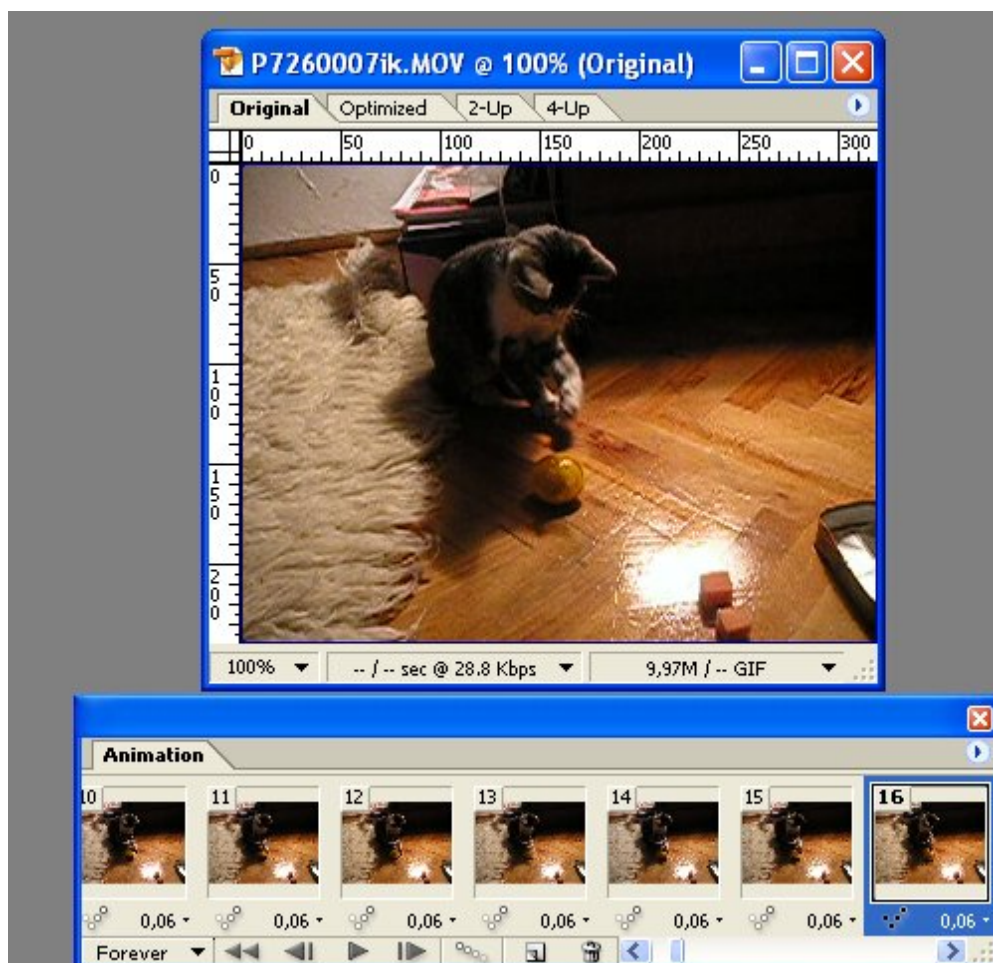 P7260007ik.MOV @ 100% (Original)
Original Optimized 2-Up 4-Up
0 50 100 150 200 250 300
0
50
100
150
200
100% -- / -- sec @ 28.8 Kbps 9,97M / -- GIF
Animation
10 11 12 13 14 15 16
0,06 0,06 0,06 0,06 0,06 0,06 0,06
Forever